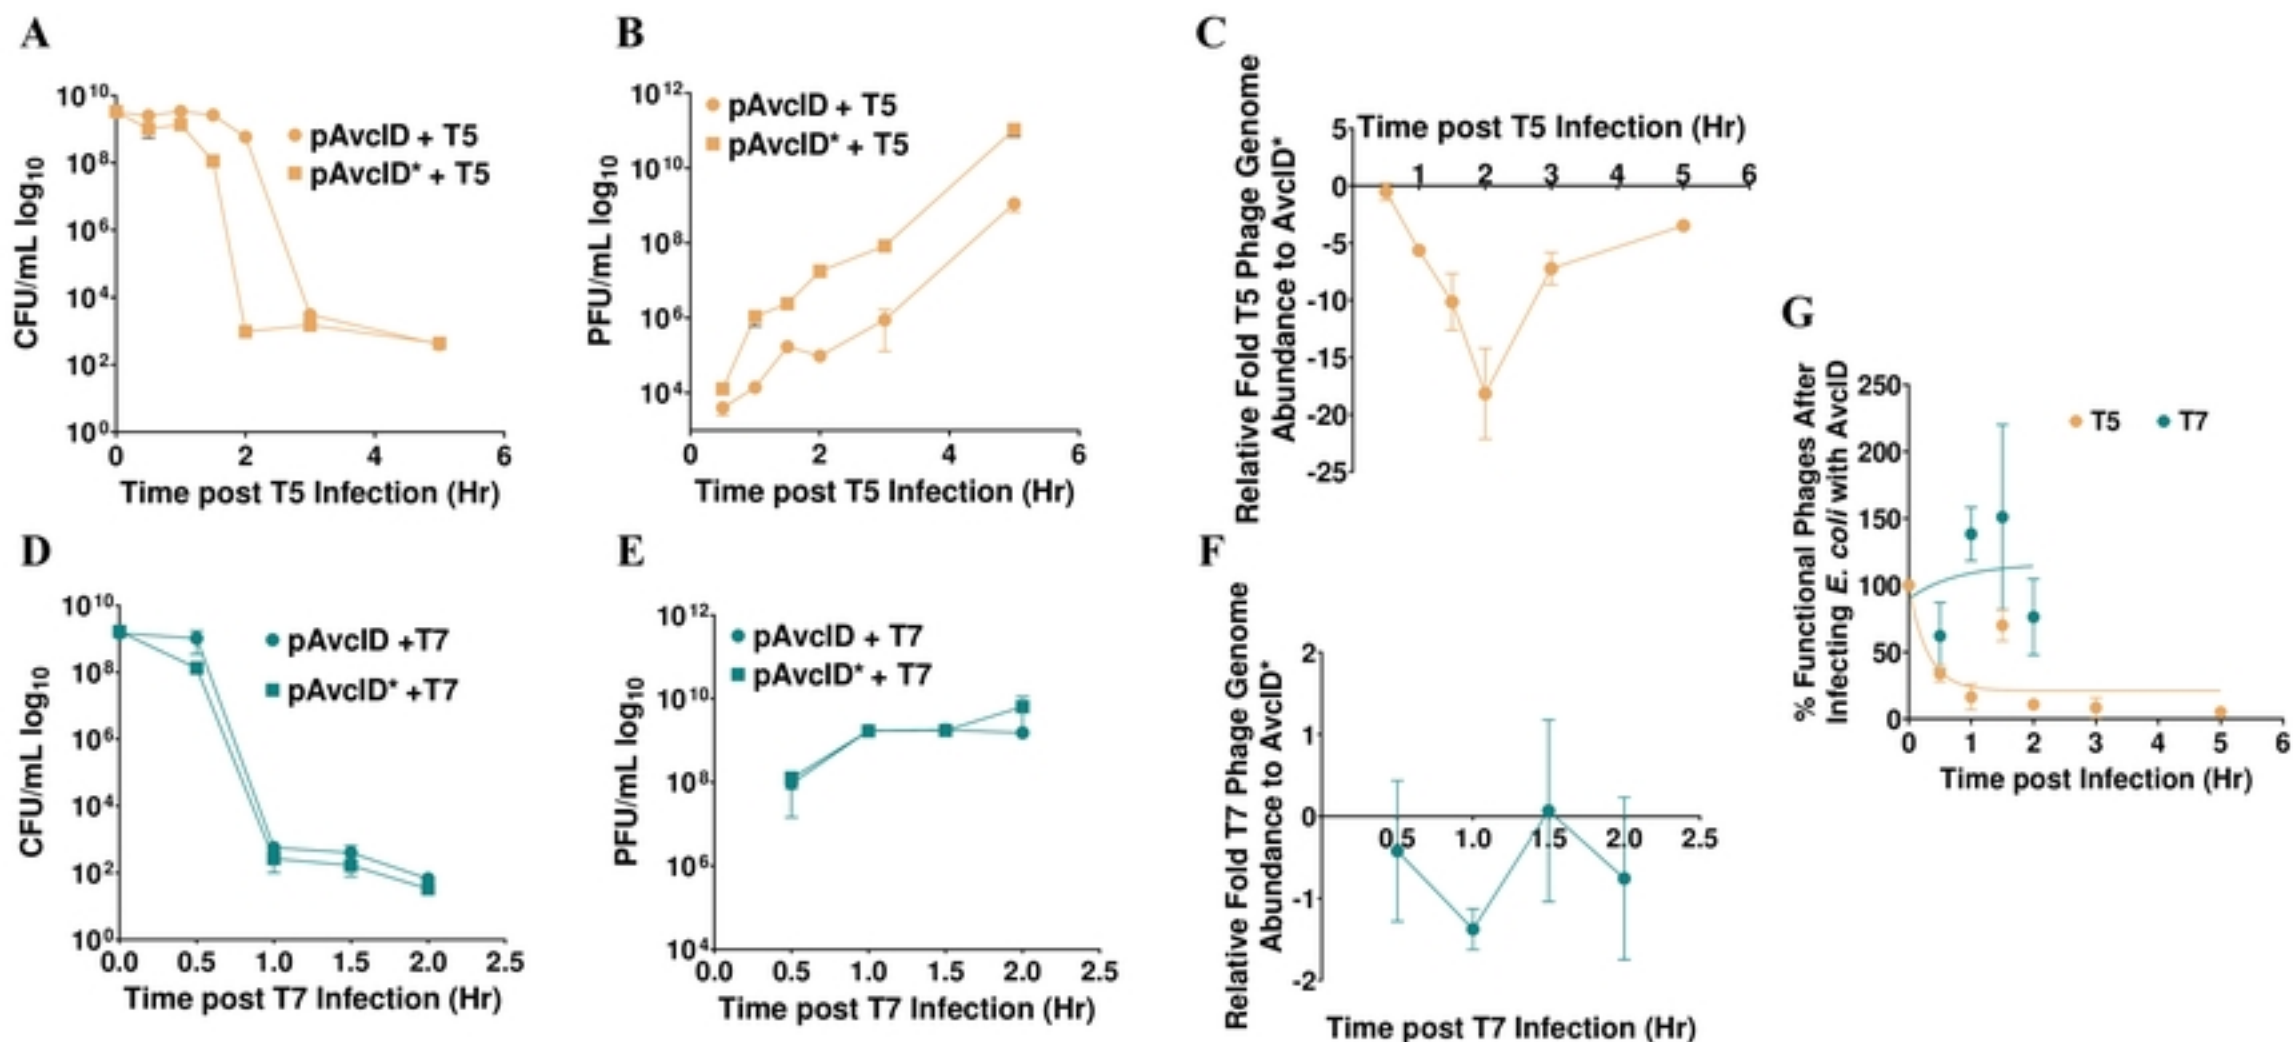 A
CFU/mL log10
10^10
10^8
10^6
10^4
10^2
10^0
pAvcID + T5
pAvcID* + T5
0 2 4 6
Time post T5 Infection (Hr)
B
PFU/mL log10
10^12
10^10
10^8
10^6
10^4
pAvcID + T5
pAvcID* + T5
0 2 4 6
Time post T5 Infection (Hr)
C
Relative Fold T5 Phage Genome
Abundance to AvcID*
Time post T5 Infection (Hr)
1 2 3 4 5 6
5
0
-5
-10
-15
-20
-25
D
CFU/mL log10
10^10
10^8
10^6
10^4
10^2
10^0
pAvcID +T7
pAvcID* +T7
0.0 0.5 1.0 1.5 2.0 2.5
Time post T7 Infection (Hr)
E
PFU/mL log10
10^12
10^10
10^8
10^6
10^4
pAvcID + T7
pAvcID* + T7
0.0 0.5 1.0 1.5 2.0 2.5
Time post T7 Infection (Hr)
F
Relative Fold T7 Phage Genome
Abundance to AvcID*
2
1
0
-1
-2
0.5 1.0 1.5 2.0 2.5
Time post T7 Infection (Hr)
G
% Functional Phages After
Infecting E. coli with AvcID
250
200
150
100
50
0
T5 T7
0 1 2 3 4 5 6
Time post Infection (Hr)